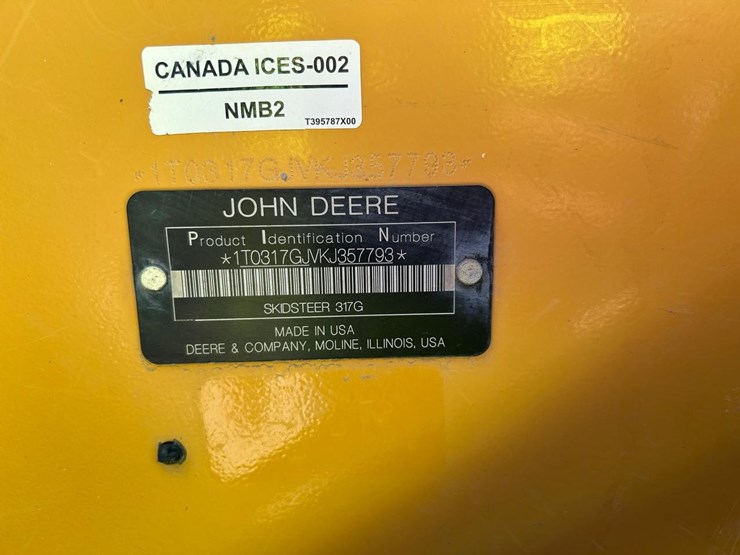 CANADA ICES-002
NMB2
T395787X00
*1T0317GJVKJ357793*
JOHN DEERE
Product Identification Number
*1T0317GJVKJ357793*
SKIDSTEER 317G
MADE IN USA
DEERE & COMPANY, MOLINE, ILLINOIS, USA